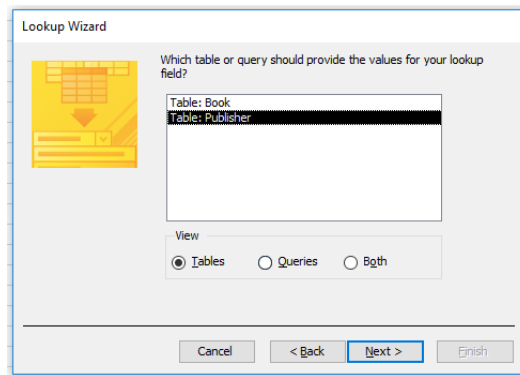 Lookup Wizard
Which table or query should provide the values for your lookup
field?
Table: Book
Table: Publisher
View
Tables
Queries
Both
Cancel
< Back
Next >
Finish